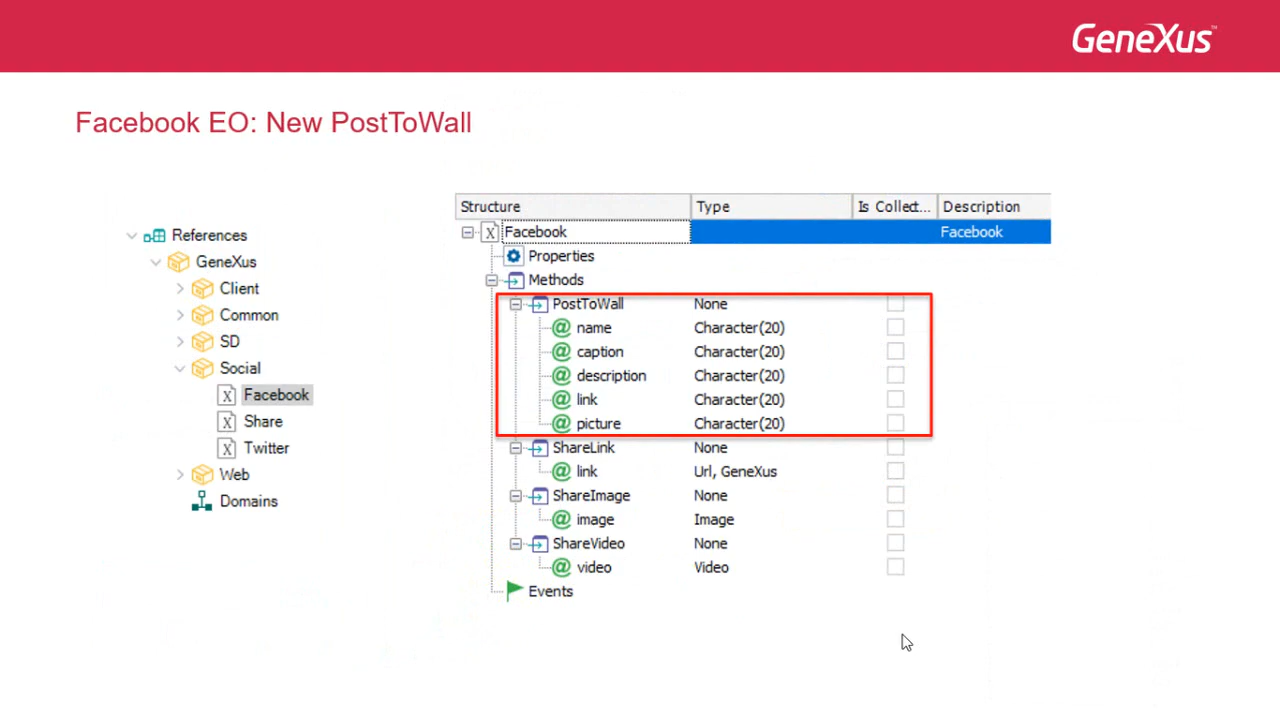 GeneXus™
Facebook EO: New PostToWall
References
GeneXus
Client
Common
SD
Social
Facebook
Share
Twitter
Web
Domains
Structure Type Is Collect... Description
Facebook Facebook
Properties
Methods
PostToWall None
name Character(20)
caption Character(20)
description Character(20)
link Character(20)
picture Character(20)
ShareLink None
link Url, GeneXus
ShareImage None
image Image
ShareVideo None
video Video
Events